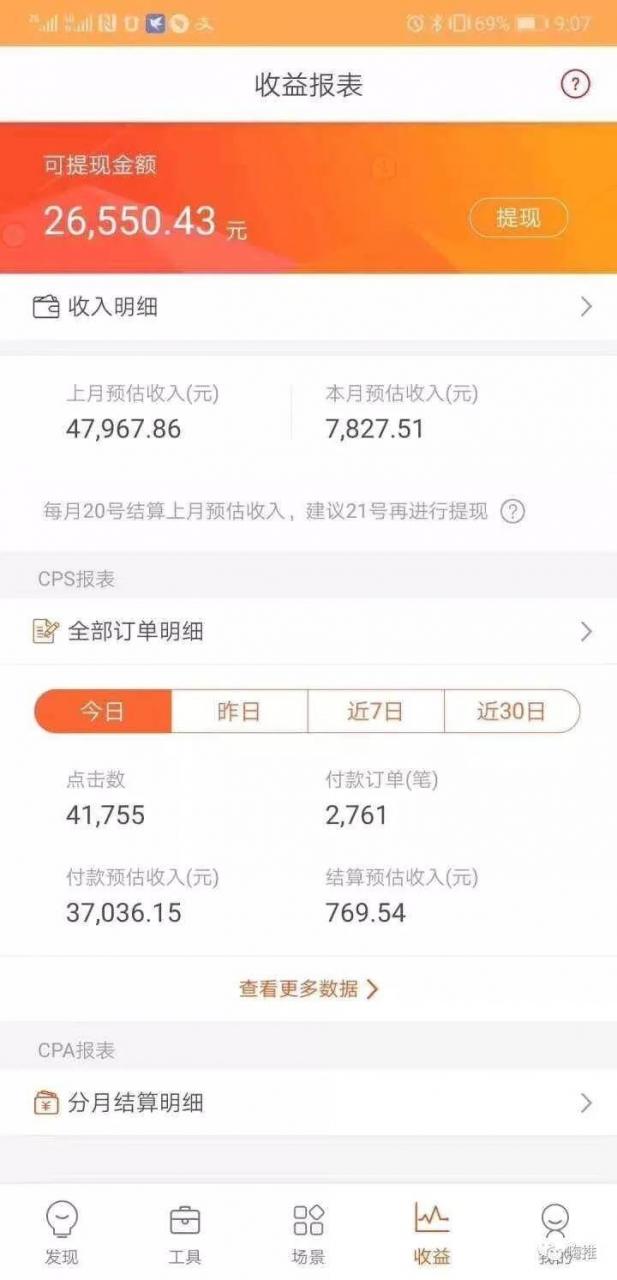 69% 9:07
收益报表 ?
可提现金额
26,550.43 元
提现
收入明细
上月预估收入(元) 本月预估收入(元)
47,967.86 7,827.51
每月20号结算上月预估收入，建议21号再进行提现 ?
CPS报表
全部订单明细
今日 昨日 近7日 近30日
点击数 付款订单(笔)
41,755 2,761
付款预估收入(元) 结算预估收入(元)
37,036.15 769.54
查看更多数据
CPA报表
¥ 分月结算明细
发现 工具 场景 收益 我的
嗨推